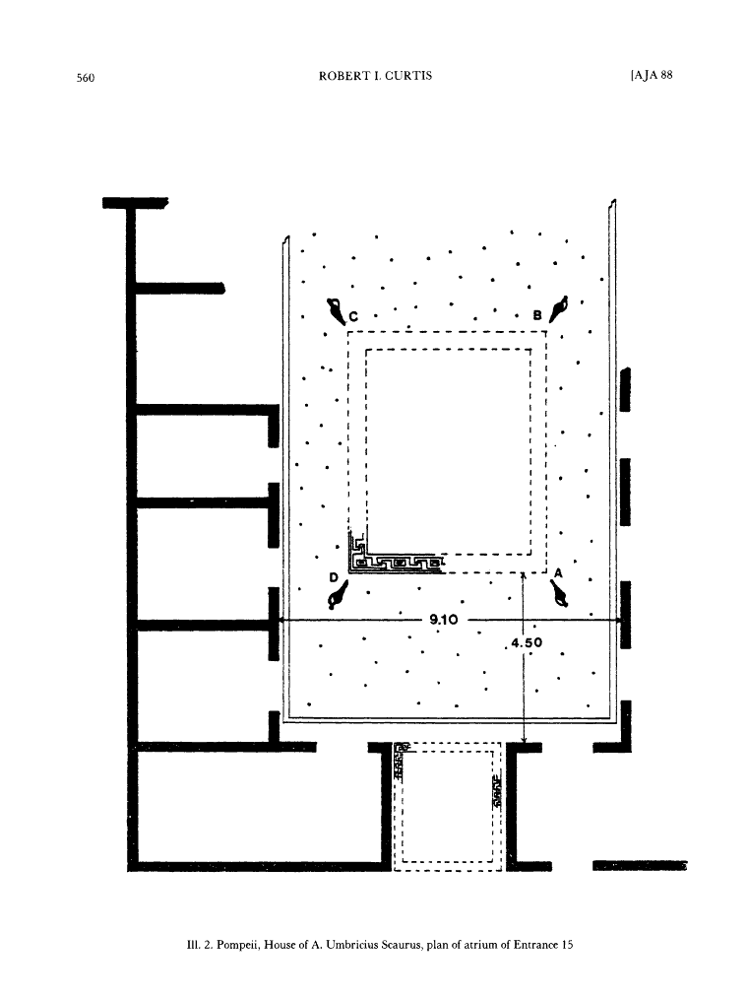 560
ROBERT I. CURTIS
[AJA 88
C
B
D
A
9.10
4.50
Ill. 2. Pompeii, House of A. Umbricius Scaurus, plan of atrium of Entrance 15